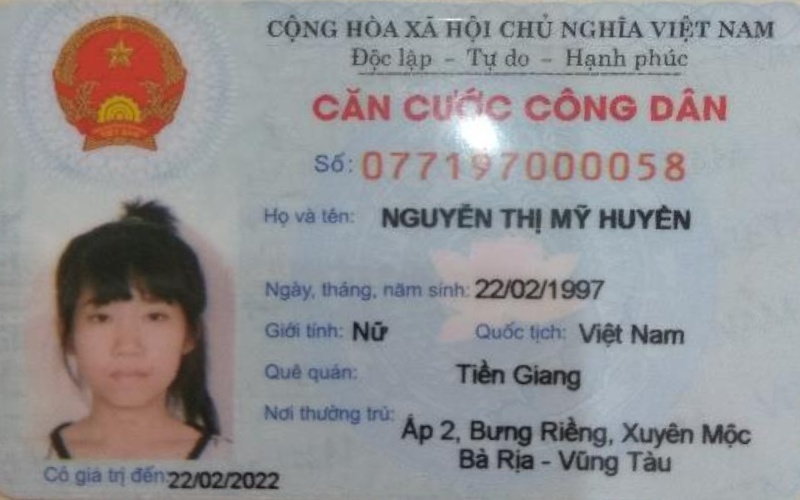 CỘNG HÒA XÃ HỘI CHỦ NGHĨA VIỆT NAM
Độc lập - Tự do - Hạnh phúc
CĂN CƯỚC CÔNG DÂN
Số: 077197000058
Họ và tên: NGUYỄN THỊ MỸ HUYỀN
Ngày, tháng, năm sinh: 22/02/1997
Giới tính: Nữ Quốc tịch: Việt Nam
Quê quán: Tiền Giang
Nơi thường trú: Ấp 2, Bưng Riềng, Xuyên Mộc
Bà Rịa - Vũng Tàu
Có giá trị đến: 22/02/2022